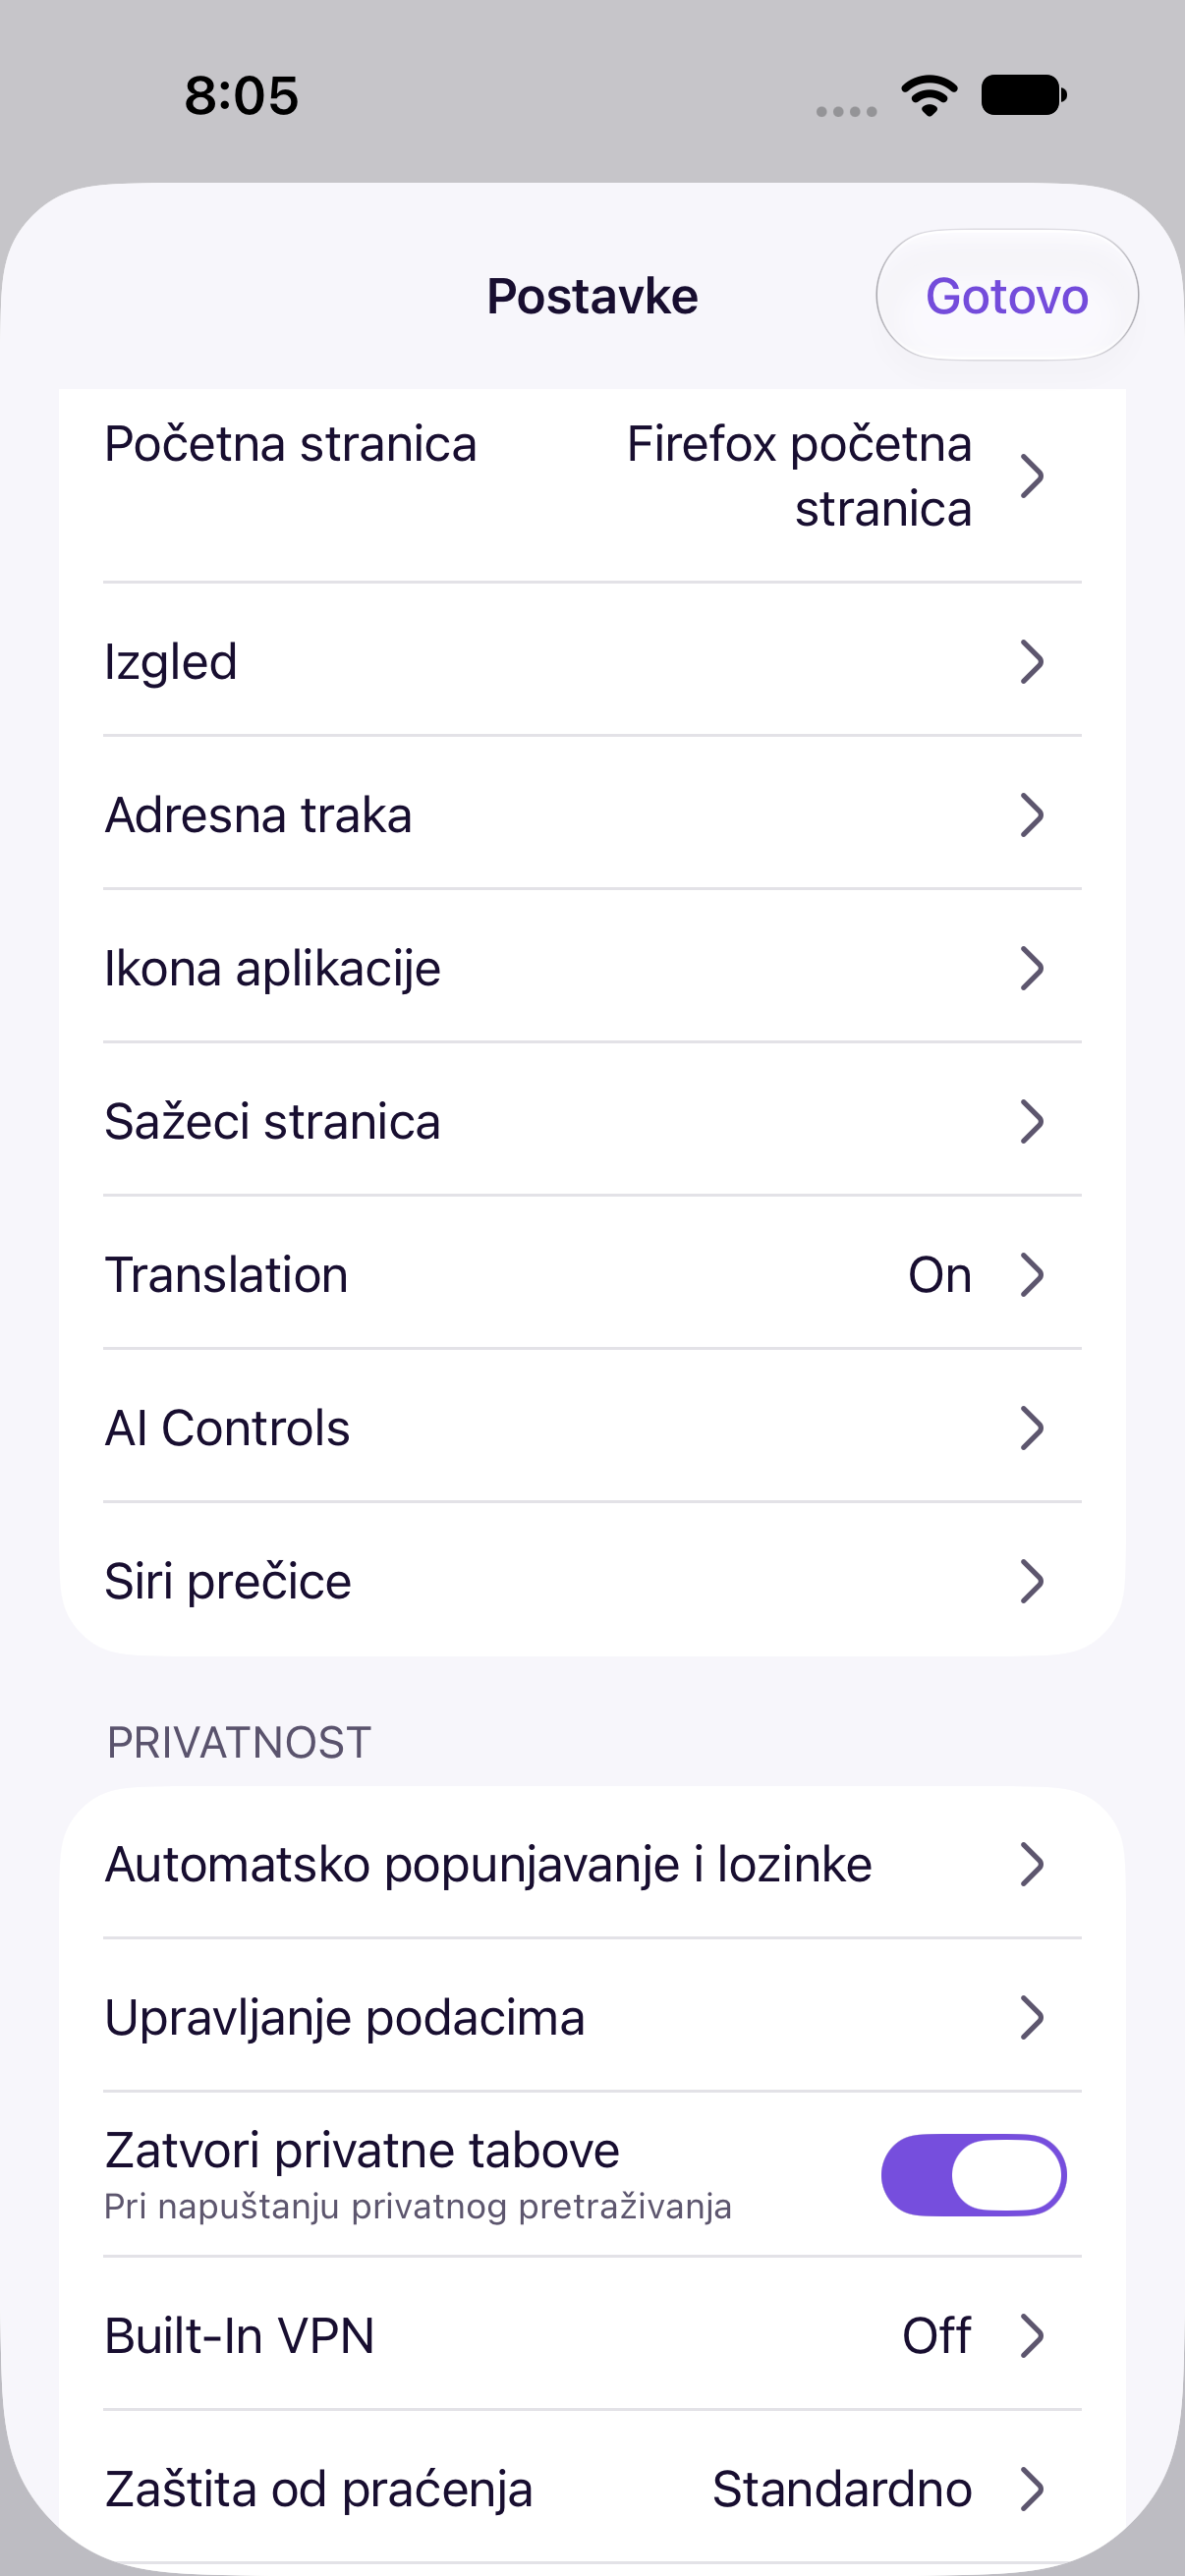 8:05
Postavke
Gotovo
Početna stranica
Firefox početna
stranica
Izgled
Adresna traka
Ikona aplikacije
Sažeci stranica
Translation
On
AI Controls
Siri prečice
PRIVATNOST
Automatsko popunjavanje i lozinke
Upravljanje podacima
Zatvori privatne tabove
Pri napuštanju privatnog pretraživanja
Built-In VPN
Off
Zaštita od praćenja
Standardno